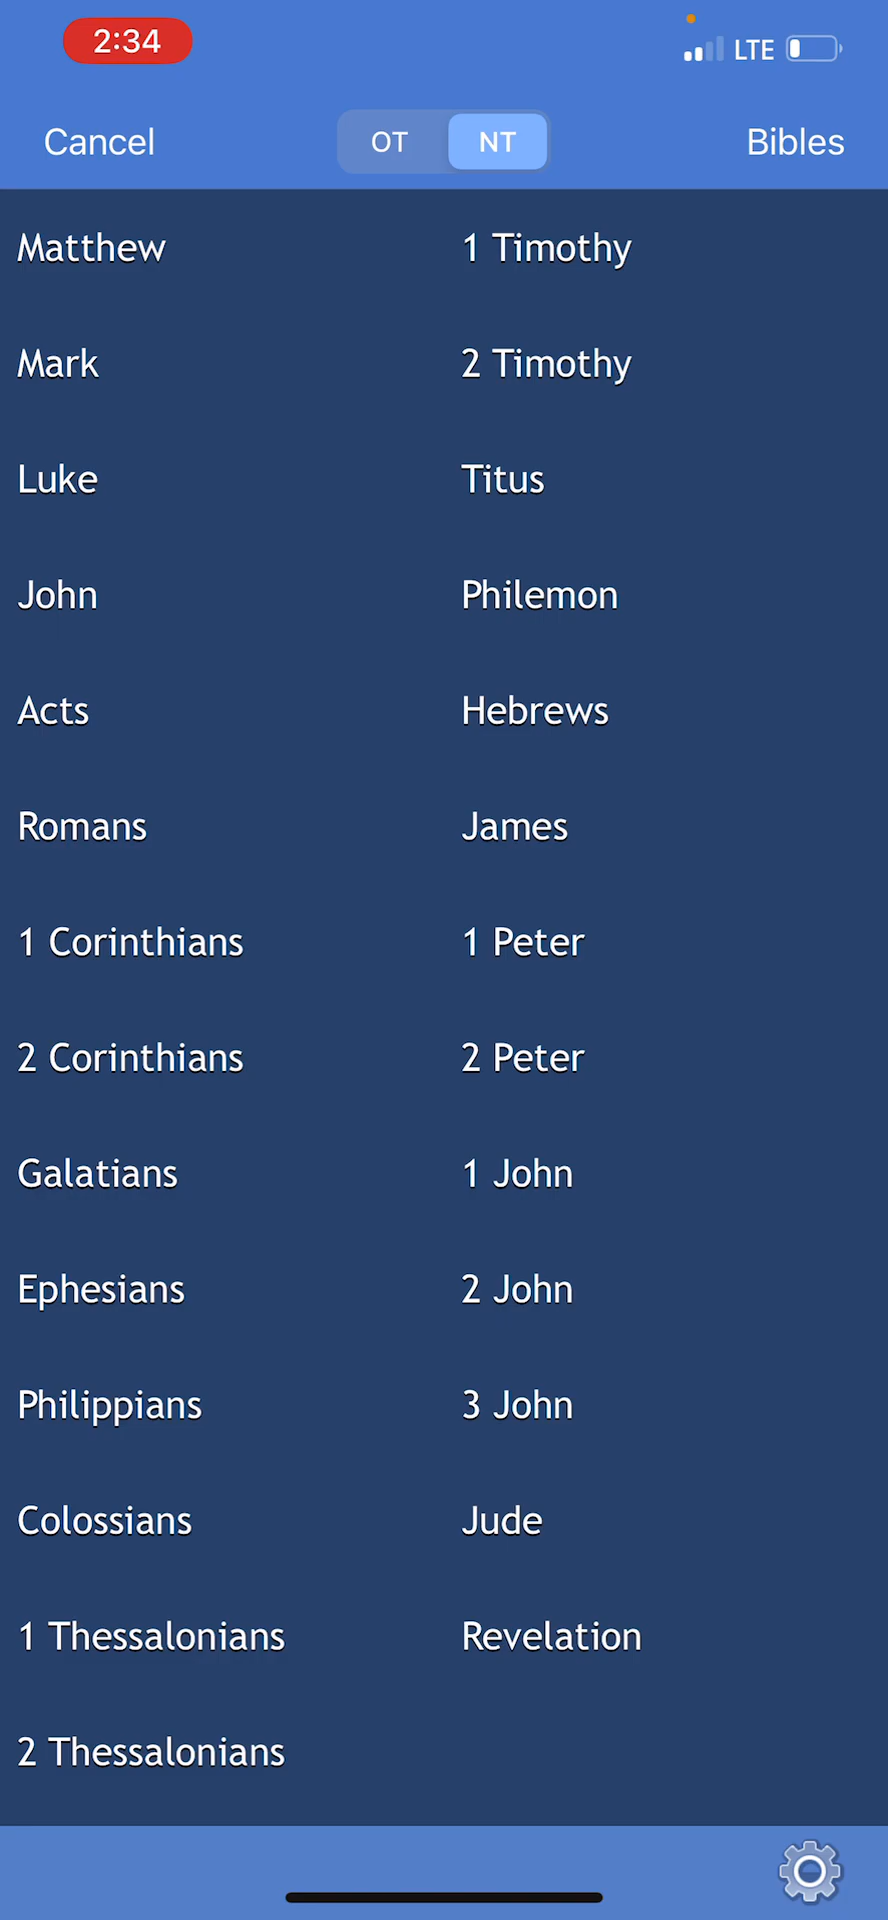 2:34
LTE
Cancel
OT
NT
Bibles
Matthew
Mark
Luke
John
Acts
Romans
1 Corinthians
2 Corinthians
Galatians
Ephesians
Philippians
Colossians
1 Thessalonians
2 Thessalonians
1 Timothy
2 Timothy
Titus
Philemon
Hebrews
James
1 Peter
2 Peter
1 John
2 John
3 John
Jude
Revelation